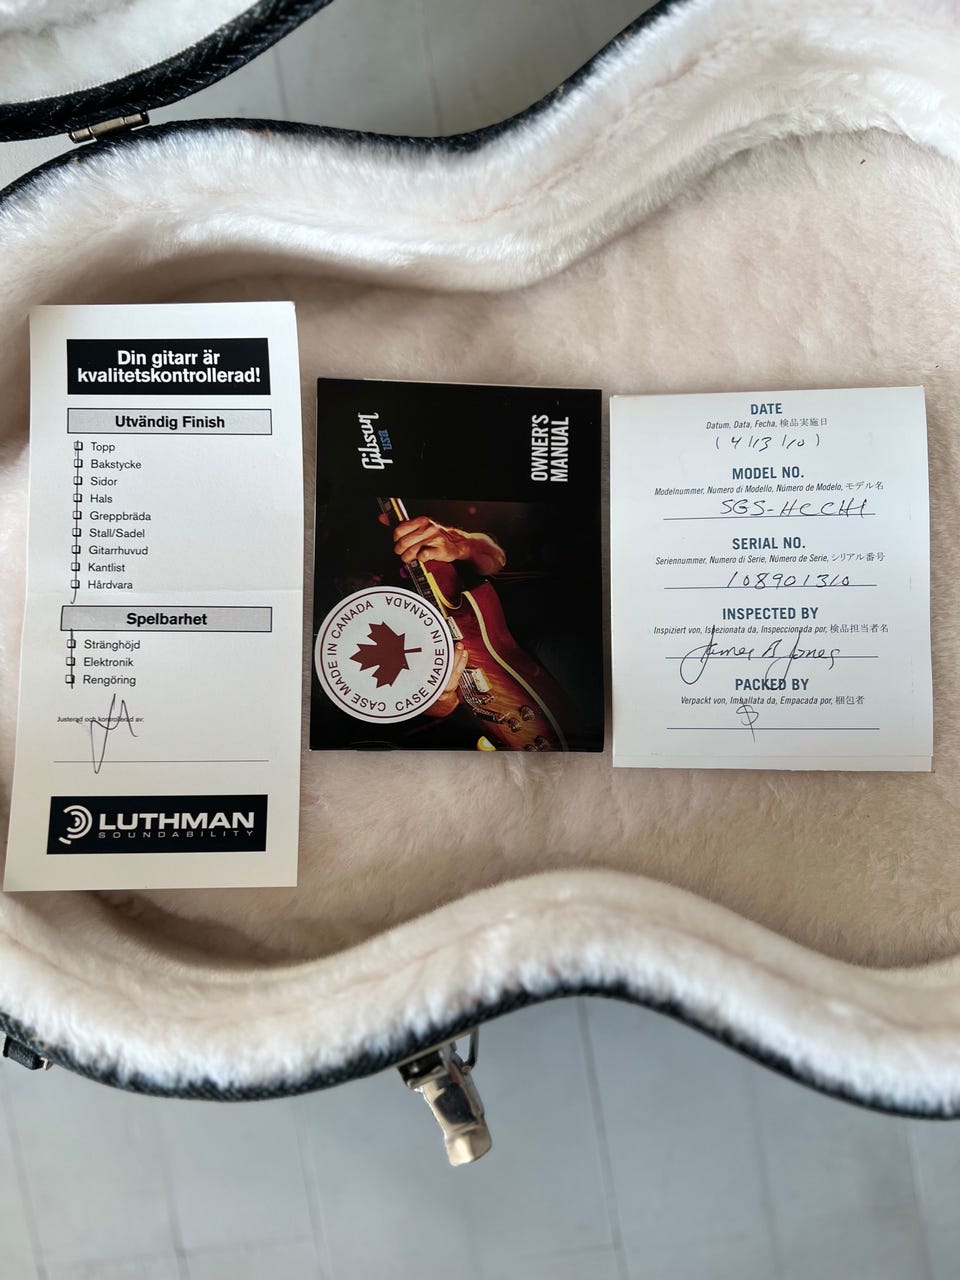 Din gitarr är
kvalitetskontrollerad!
Utvändig Finish
Topp
Bakstycke
Sidor
Hals
Greppbräda
Stall/Sadel
Gitarrhuvud
Kantlist
Hårdvara
Spelbarhet
Stränghöjd
Elektronik
Rengöring
Justerad och kontrollerad av:
LUTHMAN
SOUNDABILITY
Gibson
usa
OWNER'S
MANUAL
CASE MADE IN CANADA
CASE MADE IN CANADA
DATE
Datum, Data, Fecha, 検品実施日
(4/13/10)
MODEL NO.
Modelnummer, Numero di Modello, Número de Modelo, モデル名
SGS-HCCH1
SERIAL NO.
Seriennummer, Numero di Serie, Número de Serie, シリアル番号
108901310
INSPECTED BY
Inspiziert von, Ispezionata da, Inspeccionada por, 検品担当者名
James B Jones
PACKED BY
Verpackt von, Imballata da, Empacada por, 梱包者